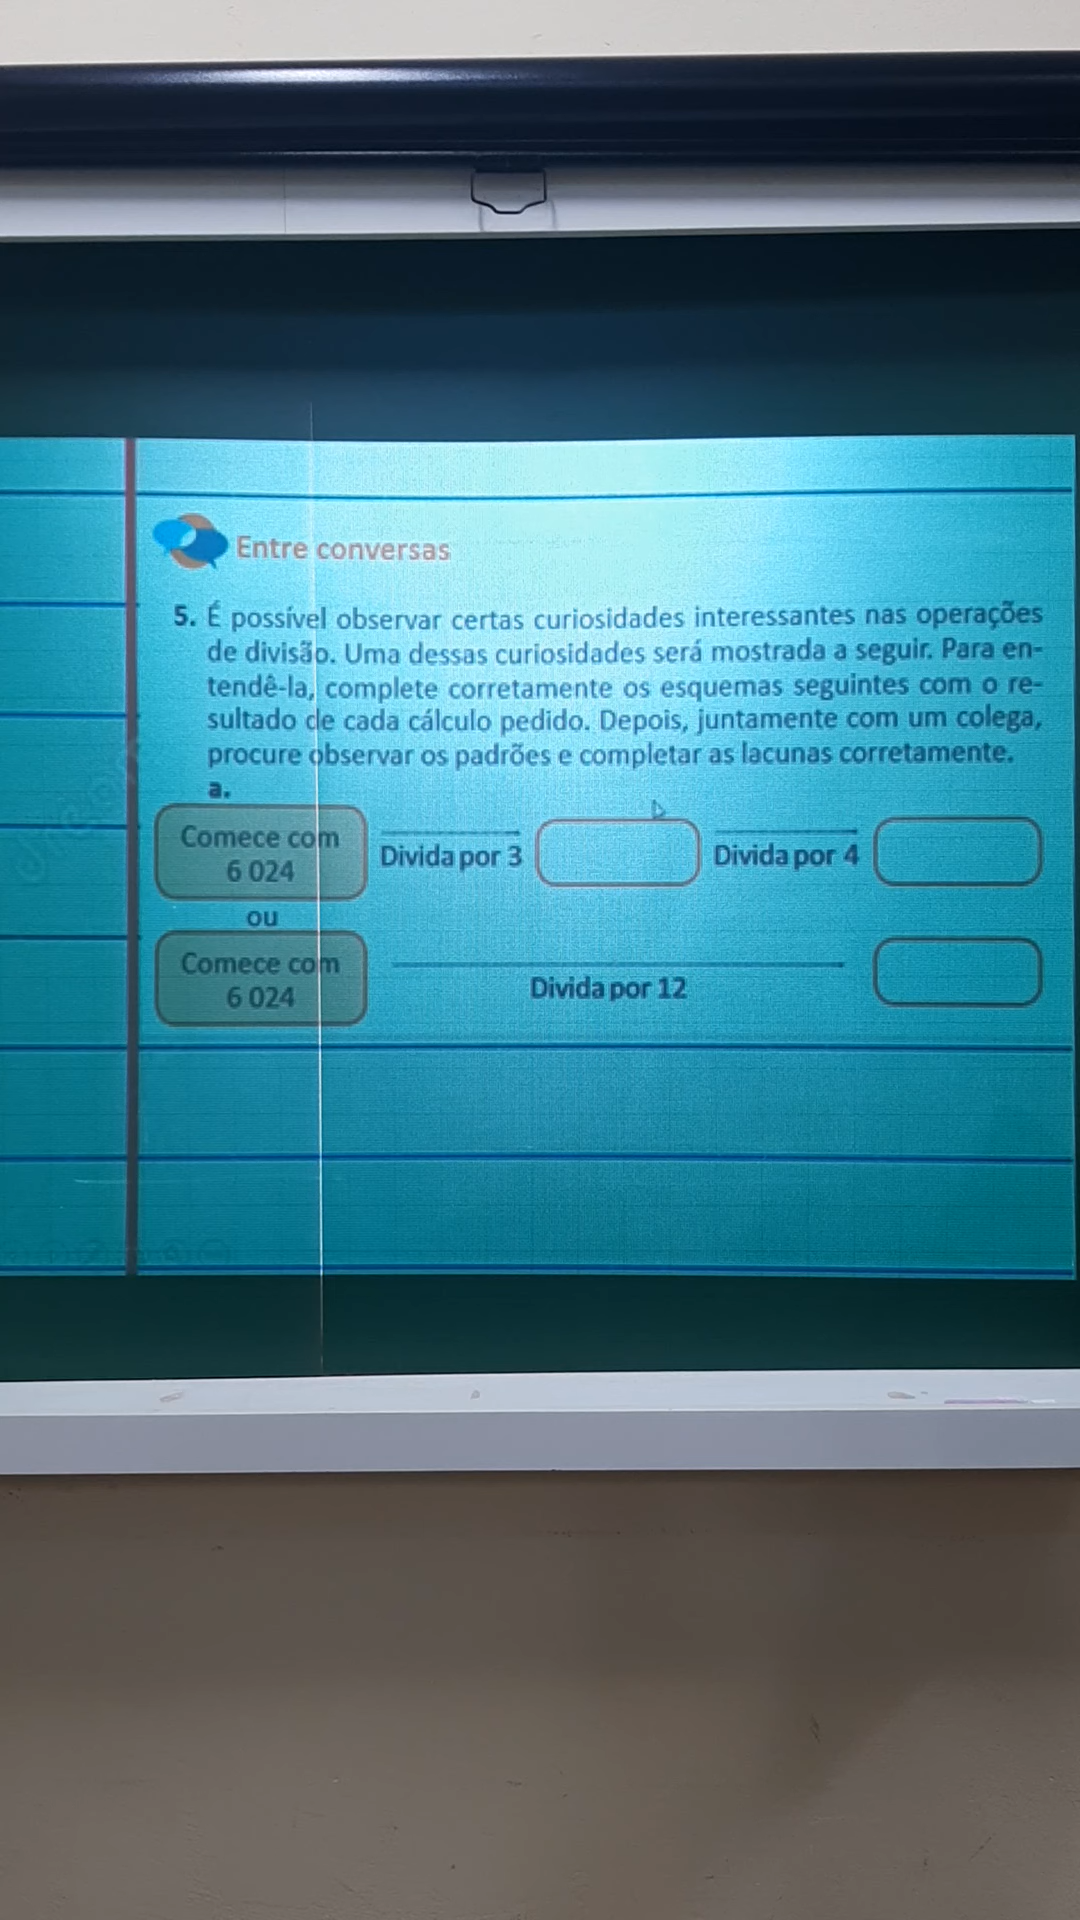 Entre conversas
5. É possível observar certas curiosidades interessantes nas operações
de divisão. Uma dessas curiosidades será mostrada a seguir. Para en-
tendê-la, complete corretamente os esquemas seguintes com o re-
sultado de cada cálculo pedido. Depois, juntamente com um colega,
procure observar os padrões e completar as lacunas corretamente.
a.
Comece com
6 024
Divida por 3
Divida por 4
ou
Comece com
6 024
Divida por 12